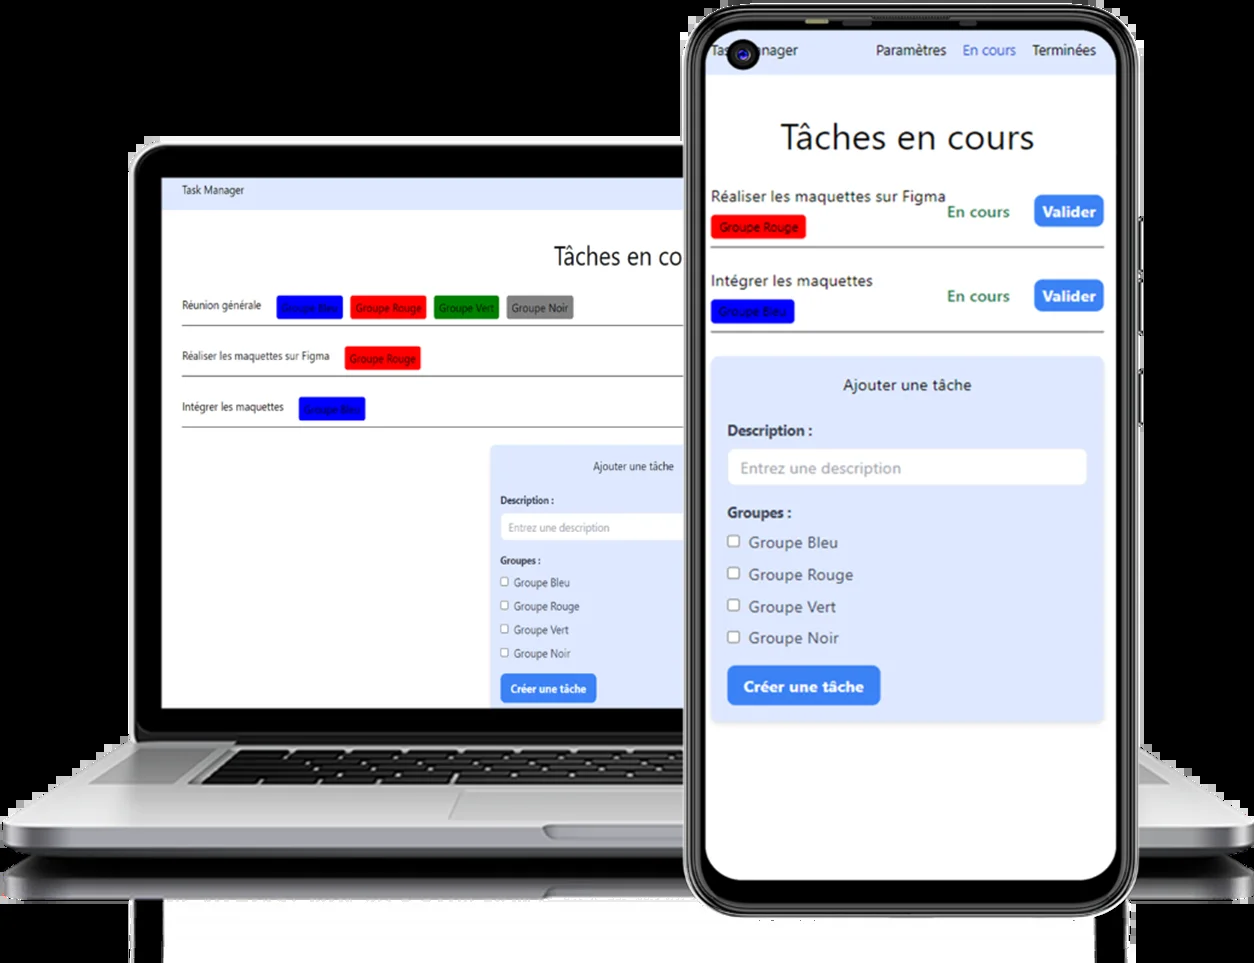 Task Manager
Tâches en co
Réunion générale Groupe Bleu Groupe Rouge Groupe Vert Groupe Noir
Réaliser les maquettes sur Figma Groupe Rouge
Intégrer les maquettes Groupe Bleu
Ajouter une tâche
Description :
Entrez une description
Groupes :
Groupe Bleu
Groupe Rouge
Groupe Vert
Groupe Noir
Créer une tâche
Tas nager Paramètres En cours Terminées
Tâches en cours
Réaliser les maquettes sur Figma
Groupe Rouge
En cours Valider
Intégrer les maquettes
Groupe Bleu
En cours Valider
Ajouter une tâche
Description :
Entrez une description
Groupes :
Groupe Bleu
Groupe Rouge
Groupe Vert
Groupe Noir
Créer une tâche